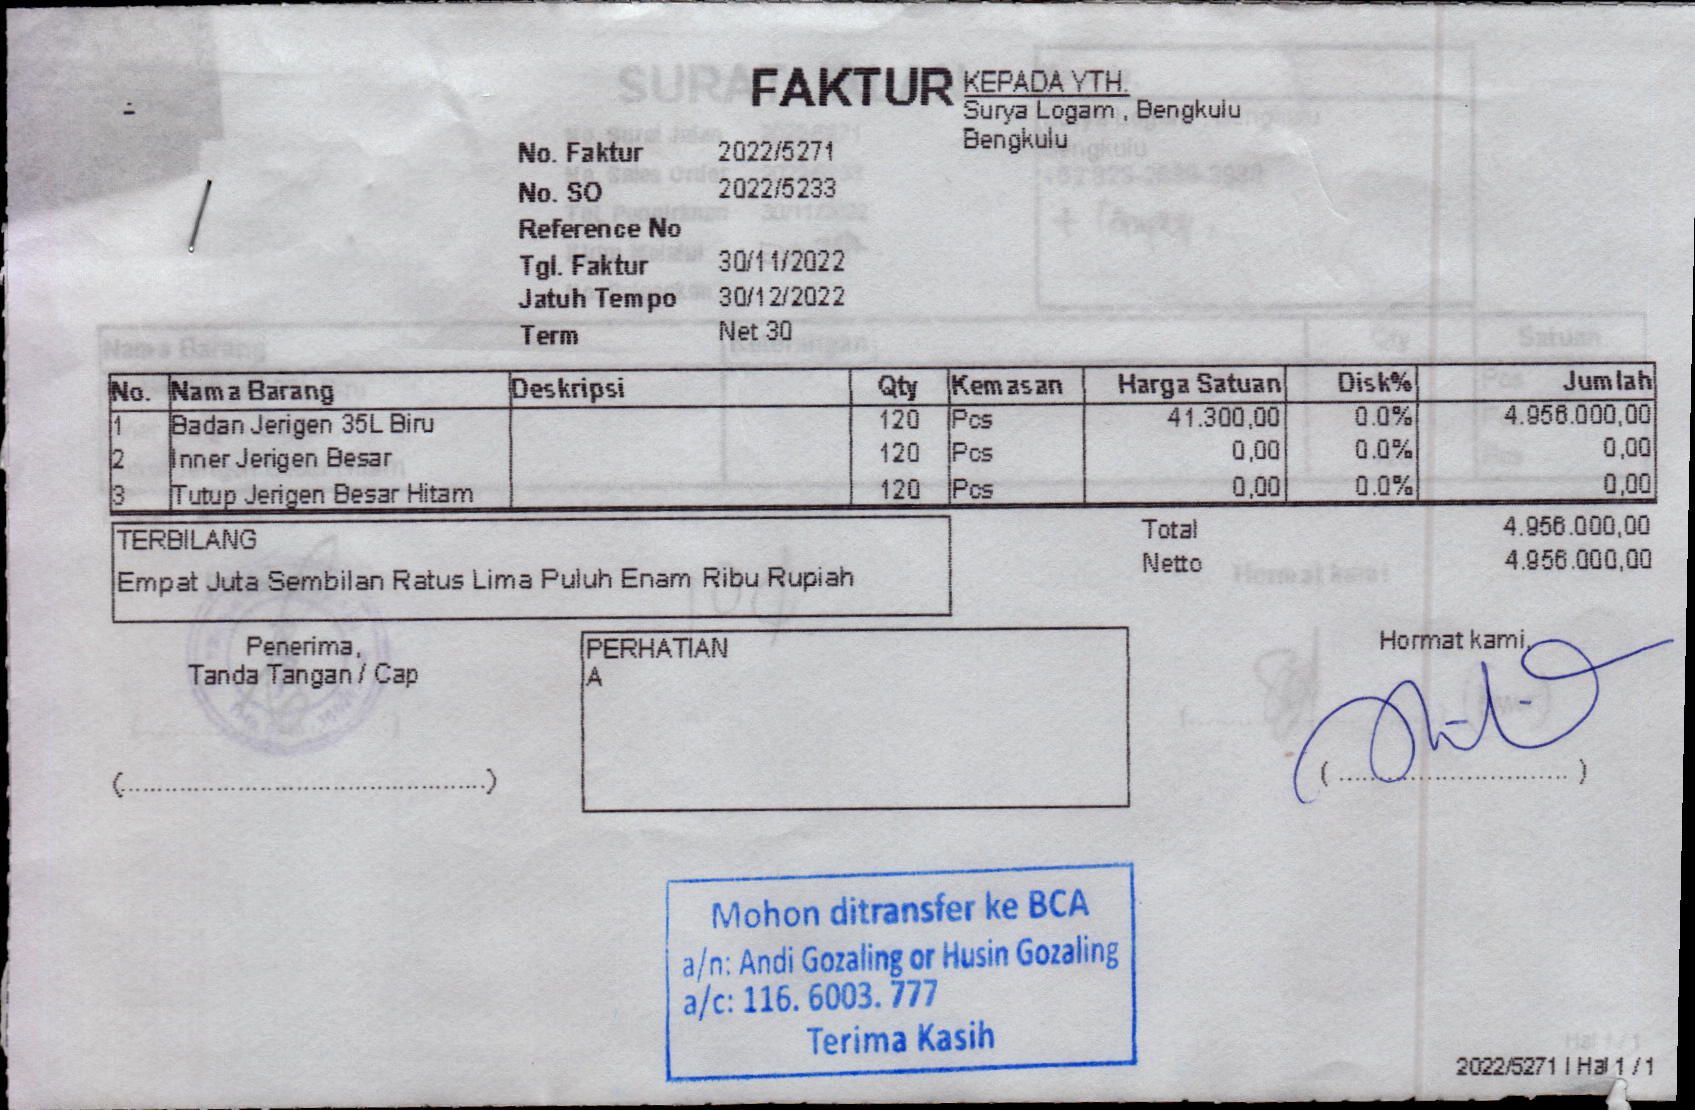 FAKTUR
KEPADA YTH.
Surya Logam , Bengkulu
Bengkulu
No. Faktur 2022/5271
No. SO 2022/5233
Reference No
Tgl. Faktur 30/11/2022
Jatuh Tempo 30/12/2022
Term Net 30
No. Nama Barang Deskripsi Qty Kemasan Harga Satuan Disk% Jumlah
1 Badan Jerigen 35L Biru 120 Pcs 41.300,00 0.0% 4.956.000,00
2 Inner Jerigen Besar 120 Pcs 0,00 0.0% 0,00
3 Tutup Jerigen Besar Hitam 120 Pcs 0,00 0.0% 0,00
TERBILANG
Empat Juta Sembilan Ratus Lima Puluh Enam Ribu Rupiah
Total 4.956.000,00
Netto 4.956.000,00
Penerima,
Tanda Tangan / Cap
(................................................)
PERHATIAN
A
Hormat kami,
( .............................. )
Mohon ditransfer ke BCA
a/n: Andi Gozaling or Husin Gozaling
a/c: 116. 6003. 777
Terima Kasih
2022/5271 | Hal 1 / 1